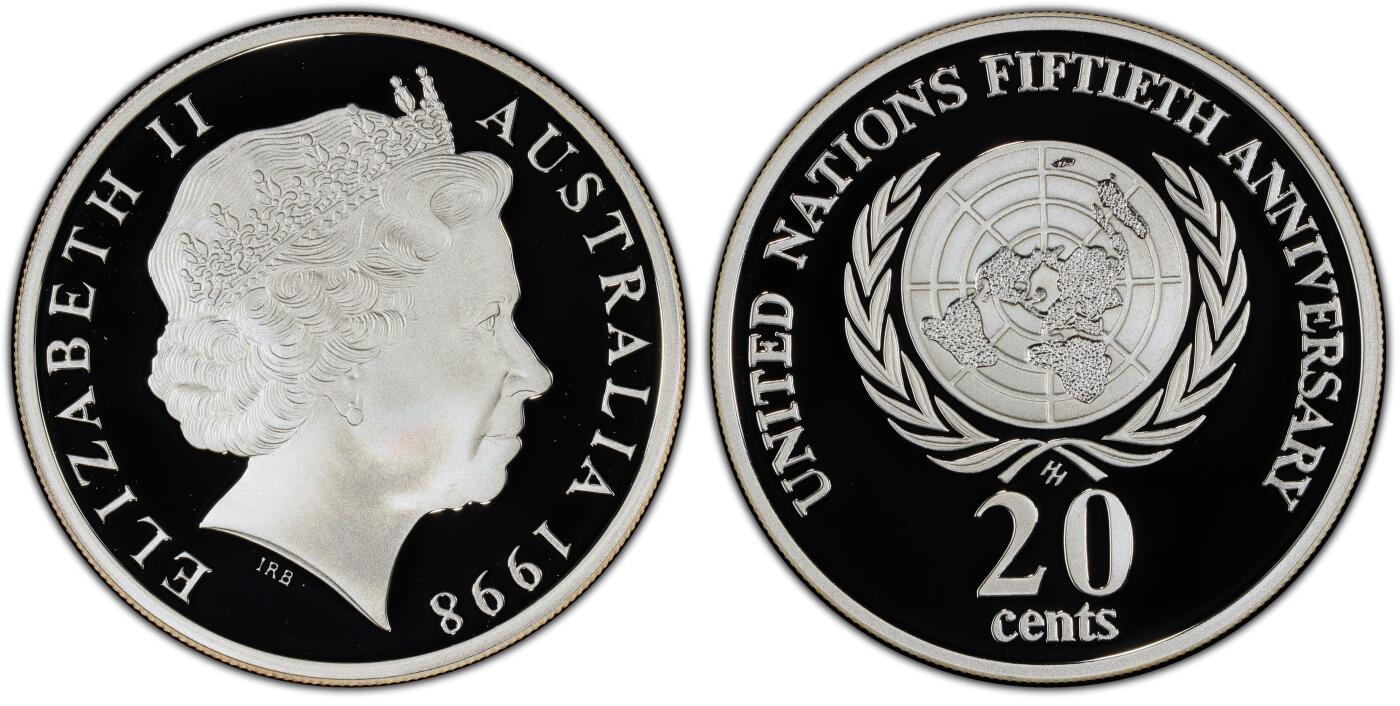 ELIZABETH II
AUSTRALIA 1998
IRB
UNITED NATIONS FIFTIETH ANNIVERSARY
HH
20
cents